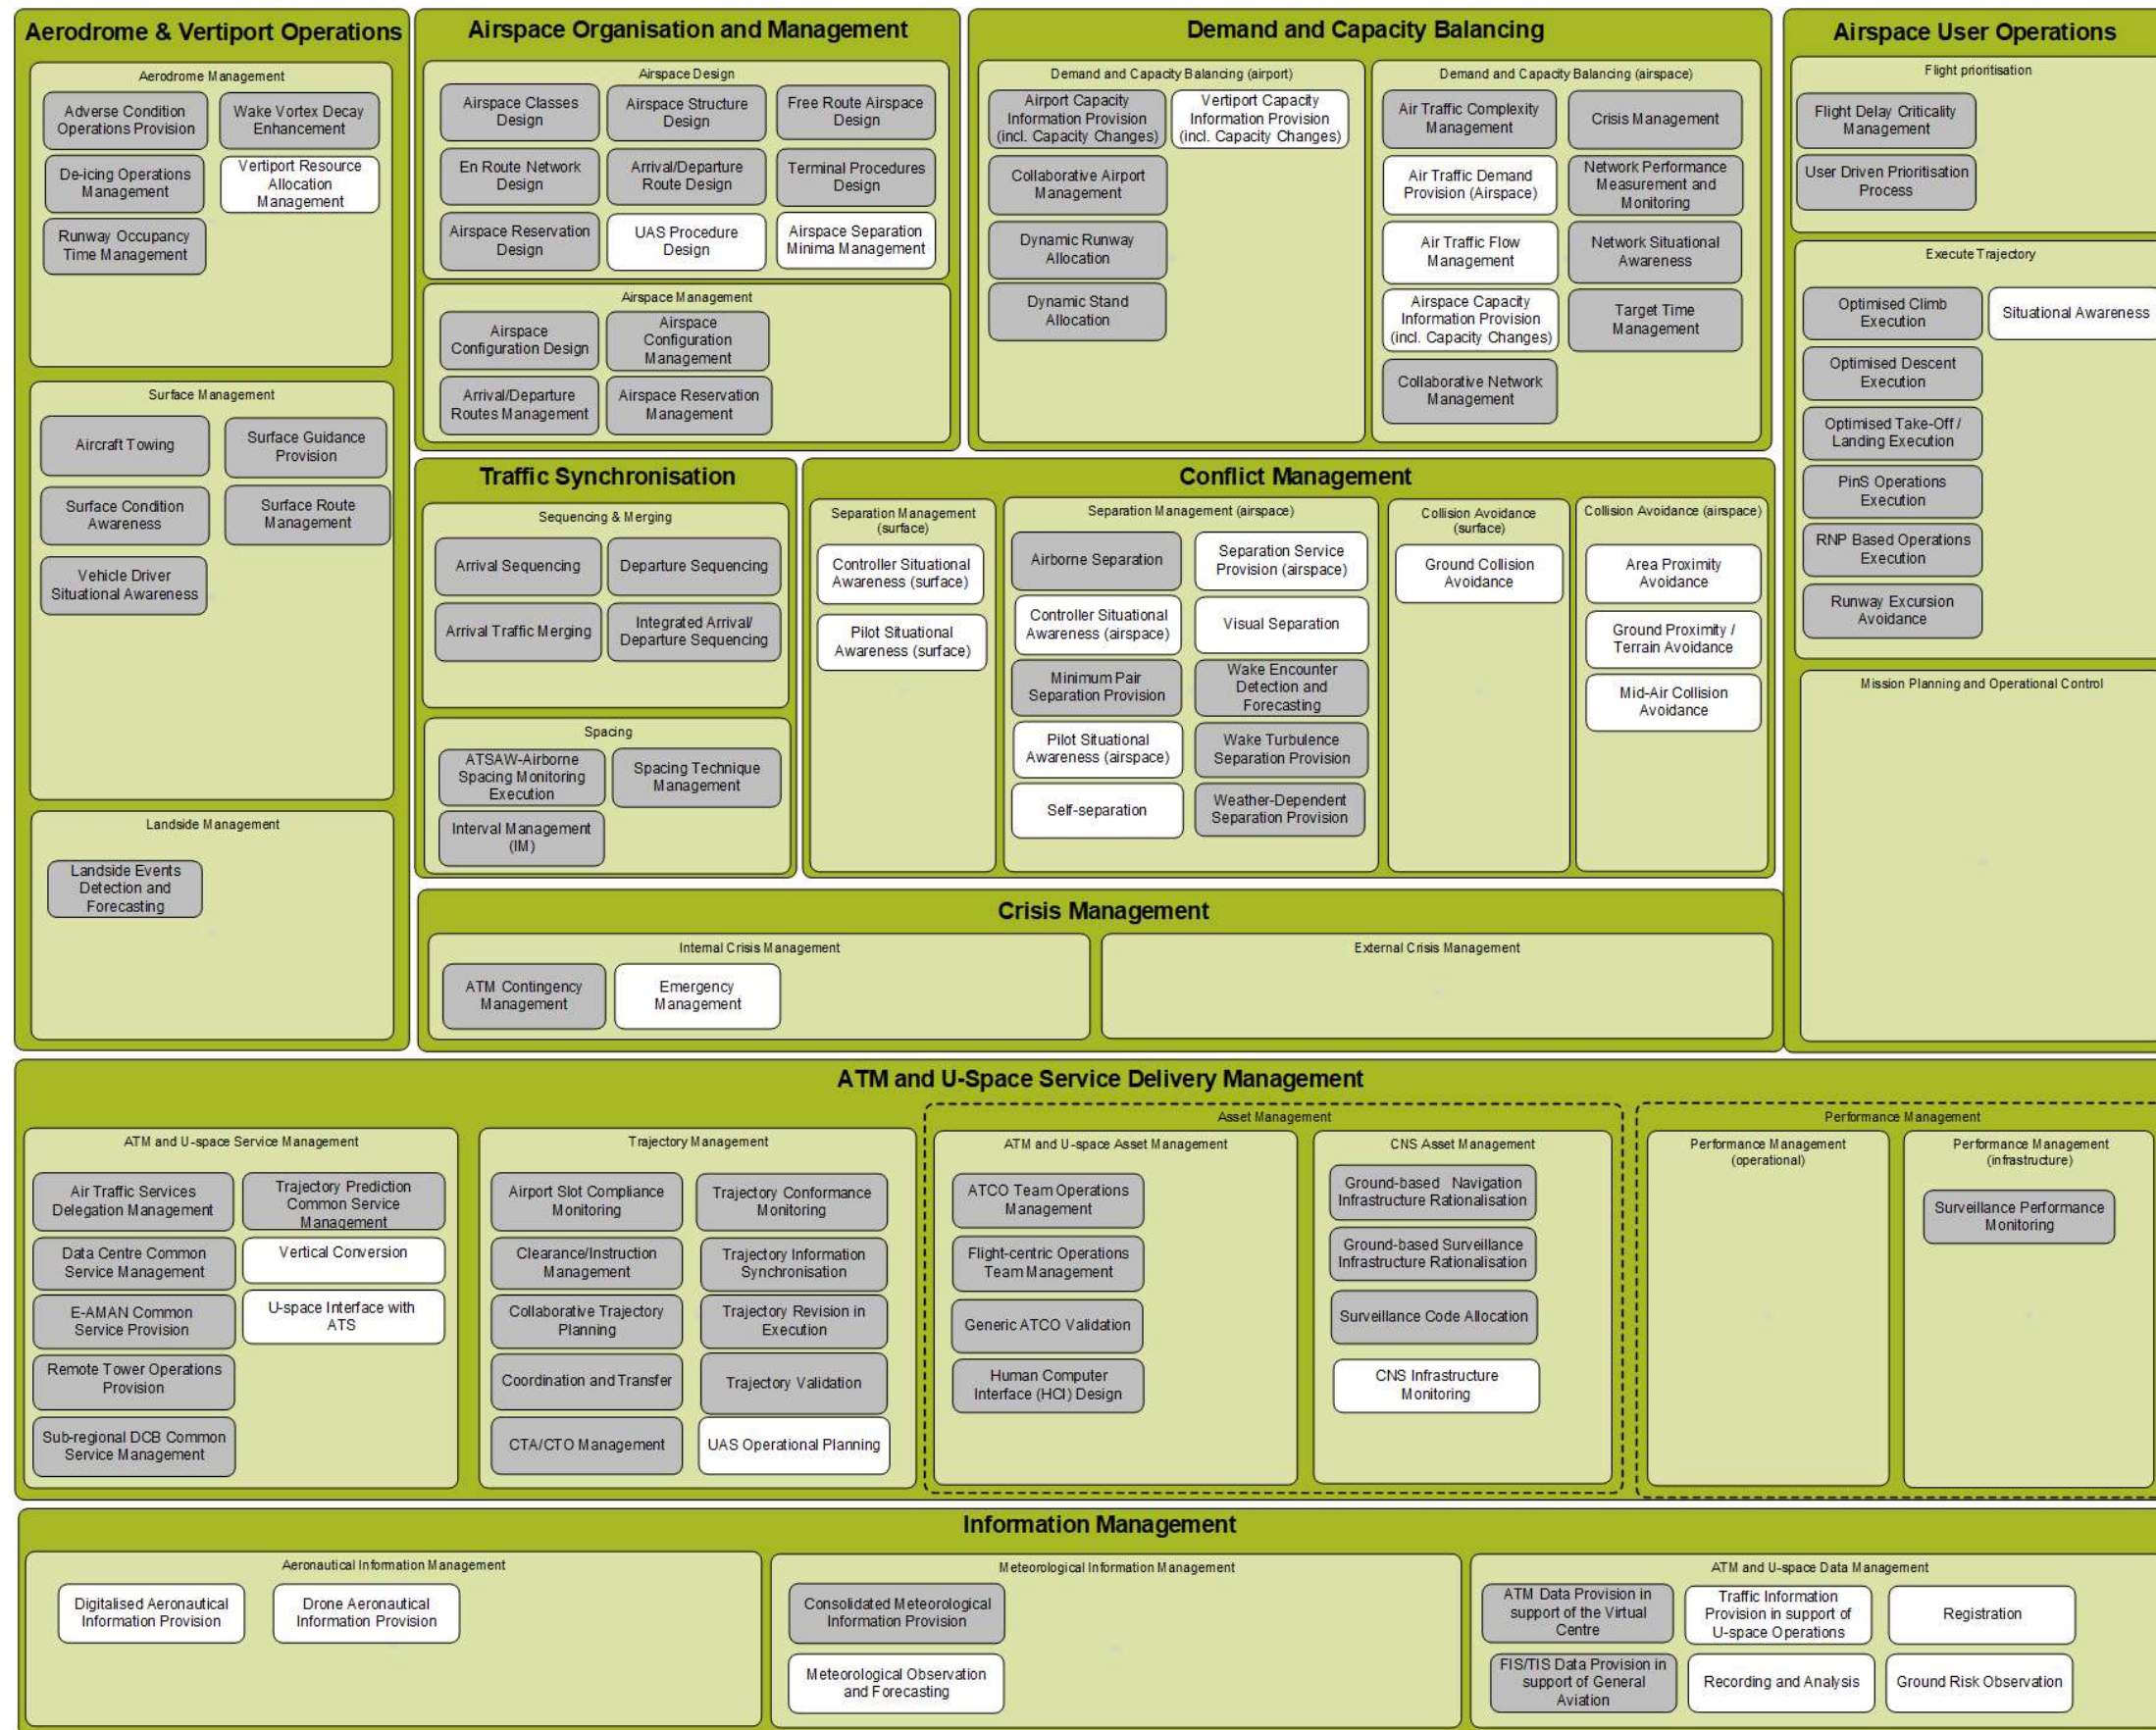 Aerodrome & Vertiport Operations
Aerodrome Management
Adverse Condition
Operations Provision
Wake Vortex Decay
Enhancement
De-icing Operations
Management
Vertiport Resource
Allocation
Management
Runway Occupancy
Time Management
Surface Management
Aircraft Towing
Surface Guidance
Provision
Surface Condition
Awareness
Surface Route
Management
Vehicle Driver
Situational Awareness
Landside Management
Landside Events
Detection and
Forecasting
Airspace Organisation and Management
Airspace Design
Airspace Classes
Design
Airspace Structure
Design
Free Route Airspace
Design
En Route Network
Design
Arrival/Departure
Route Design
Terminal Procedures
Design
Airspace Reservation
Design
UAS Procedure
Design
Airspace Separation
Minima Management
Airspace Management
Airspace
Configuration Design
Airspace
Configuration
Management
Arrival/Departure
Routes Management
Airspace Reservation
Management
Demand and Capacity Balancing
Demand and Capacity Balancing (airport)
Airport Capacity
Information Provision
(incl. Capacity Changes)
Vertiport Capacity
Information Provision
(incl. Capacity Changes)
Collaborative Airport
Management
Dynamic Runway
Allocation
Dynamic Stand
Allocation
Demand and Capacity Balancing (airspace)
Air Traffic Complexity
Management
Crisis Management
Air Traffic Demand
Provision (Airspace)
Network Performance
Measurement and
Monitoring
Air Traffic Flow
Management
Network Situational
Awareness
Airspace Capacity
Information Provision
(incl. Capacity Changes)
Target Time
Management
Collaborative Network
Management
Airspace User Operations
Flight prioritisation
Flight Delay Criticality
Management
User Driven Prioritisation
Process
Execute Trajectory
Optimised Climb
Execution
Situational Awareness
Optimised Descent
Execution
Optimised Take-Off /
Landing Execution
PinS Operations
Execution
RNP Based Operations
Execution
Runway Excursion
Avoidance
Mission Planning and Operational Control
Traffic Synchronisation
Sequencing & Merging
Arrival Sequencing
Departure Sequencing
Arrival Traffic Merging
Integrated Arrival/
Departure Sequencing
Spacing
ATSAW-Airborne
Spacing Monitoring
Execution
Spacing Technique
Management
Interval Management
(IM)
Conflict Management
Separation Management
(surface)
Controller Situational
Awareness (surface)
Pilot Situational
Awareness (surface)
Separation Management (airspace)
Airborne Separation
Separation Service
Provision (airspace)
Controller Situational
Awareness (airspace)
Visual Separation
Minimum Pair
Separation Provision
Wake Encounter
Detection and
Forecasting
Pilot Situational
Awareness (airspace)
Wake Turbulence
Separation Provision
Self-separation
Weather-Dependent
Separation Provision
Collision Avoidance
(surface)
Ground Collision
Avoidance
Collision Avoidance (airspace)
Area Proximity
Avoidance
Ground Proximity /
Terrain Avoidance
Mid-Air Collision
Avoidance
Crisis Management
Internal Crisis Management
ATM Contingency
Management
Emergency
Management
External Crisis Management
ATM and U-Space Service Delivery Management
ATM and U-space Service Management
Air Traffic Services
Delegation Management
Trajectory Prediction
Common Service
Management
Data Centre Common
Service Management
Vertical Conversion
E-AMAN Common
Service Provision
U-space Interface with
ATS
Remote Tower Operations
Provision
Sub-regional DCB Common
Service Management
Trajectory Management
Airport Slot Compliance
Monitoring
Trajectory Conformance
Monitoring
Clearance/Instruction
Management
Trajectory Information
Synchronisation
Collaborative Trajectory
Planning
Trajectory Revision in
Execution
Coordination and Transfer
Trajectory Validation
CTA/CTO Management
UAS Operational Planning
Asset Management
ATM and U-space Asset Management
ATCO Team Operations
Management
Flight-centric Operations
Team Management
Generic ATCO Validation
Human Computer
Interface (HCI) Design
CNS Asset Management
Ground-based Navigation
Infrastructure Rationalisation
Ground-based Surveillance
Infrastructure Rationalisation
Surveillance Code Allocation
CNS Infrastructure
Monitoring
Performance Management
Performance Management
(operational)
Performance Management
(infrastructure)
Surveillance Performance
Monitoring
Information Management
Aeronautical Information Management
Digitalised Aeronautical
Information Provision
Drone Aeronautical
Information Provision
Meteorological Information Management
Consolidated Meteorological
Information Provision
Meteorological Observation
and Forecasting
ATM and U-space Data Management
ATM Data Provision in
support of the Virtual
Centre
Traffic Information
Provision in support of
U-space Operations
Registration
FIS/TIS Data Provision in
support of General
Aviation
Recording and Analysis
Ground Risk Observation